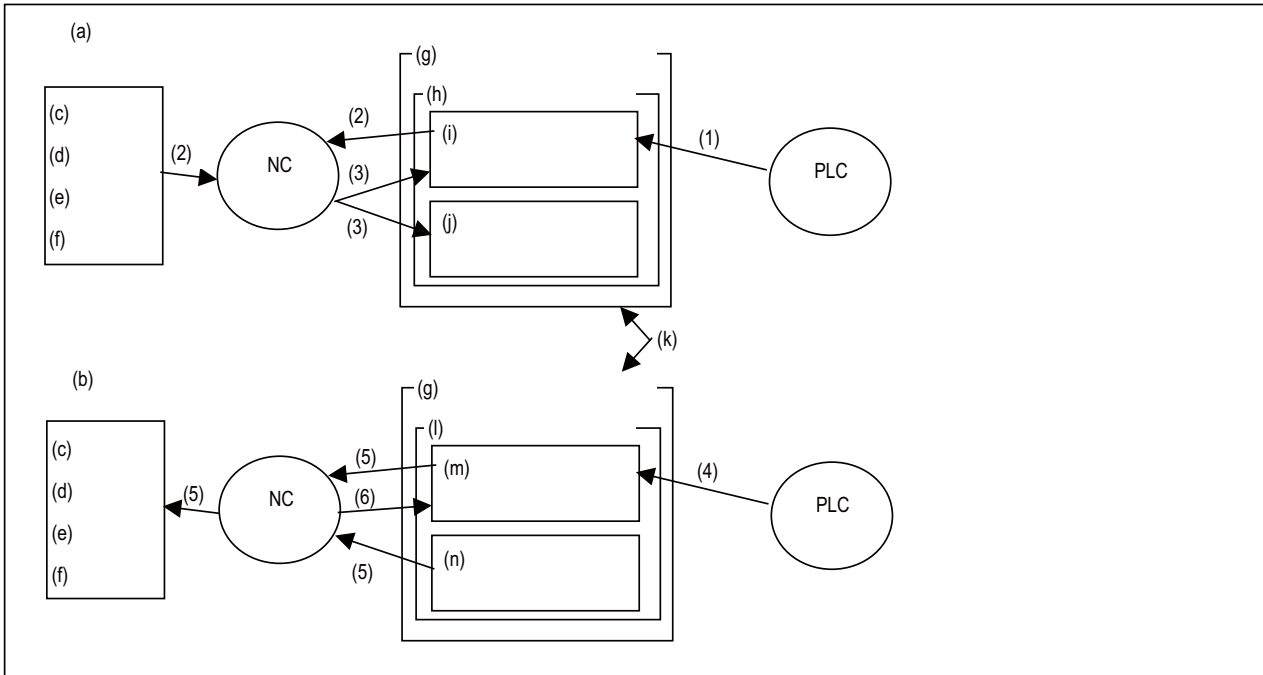 (a)
(g)
(h)
(c)
(d)
(e)
(f)
(2)
NC
(2)
(3)
(3)
(i)
(j)
(1)
PLC
(k)
(b)
(g)
(l)
(c)
(d)
(e)
(f)
(5)
NC
(5)
(6)
(5)
(m)
(n)
(4)
PLC